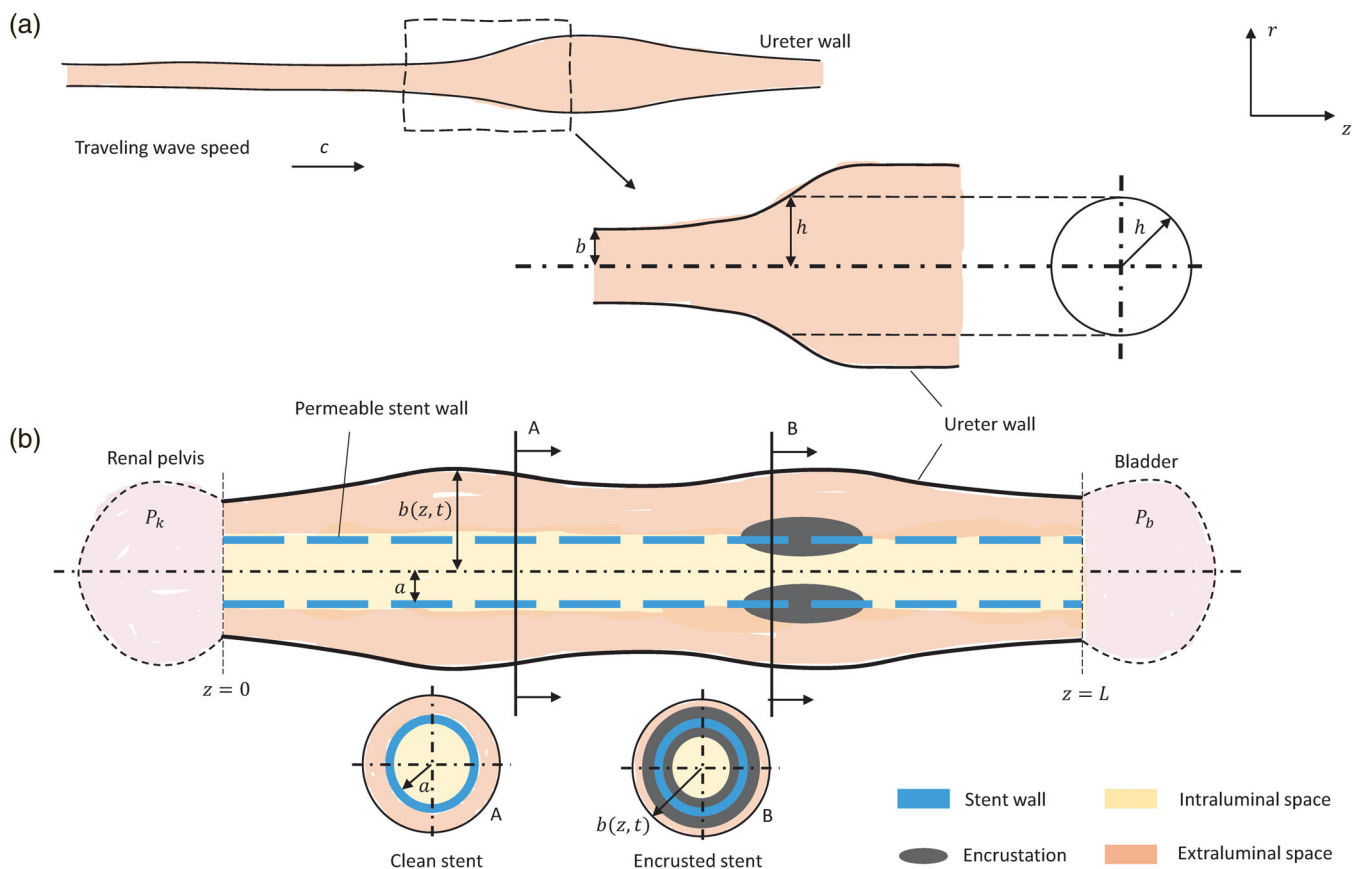 (a)
Ureter wall
r
z
Traveling wave speed
c
b
h
h
Permeable stent wall
A
B
Ureter wall
(b)
Renal pelvis
Bladder
P_k
b(z, t)
P_b
a
z = 0
z = L
a
A
b(z, t)
B
Clean stent
Encrusted stent
Stent wall
Intraluminal space
Encrustation
Extraluminal space